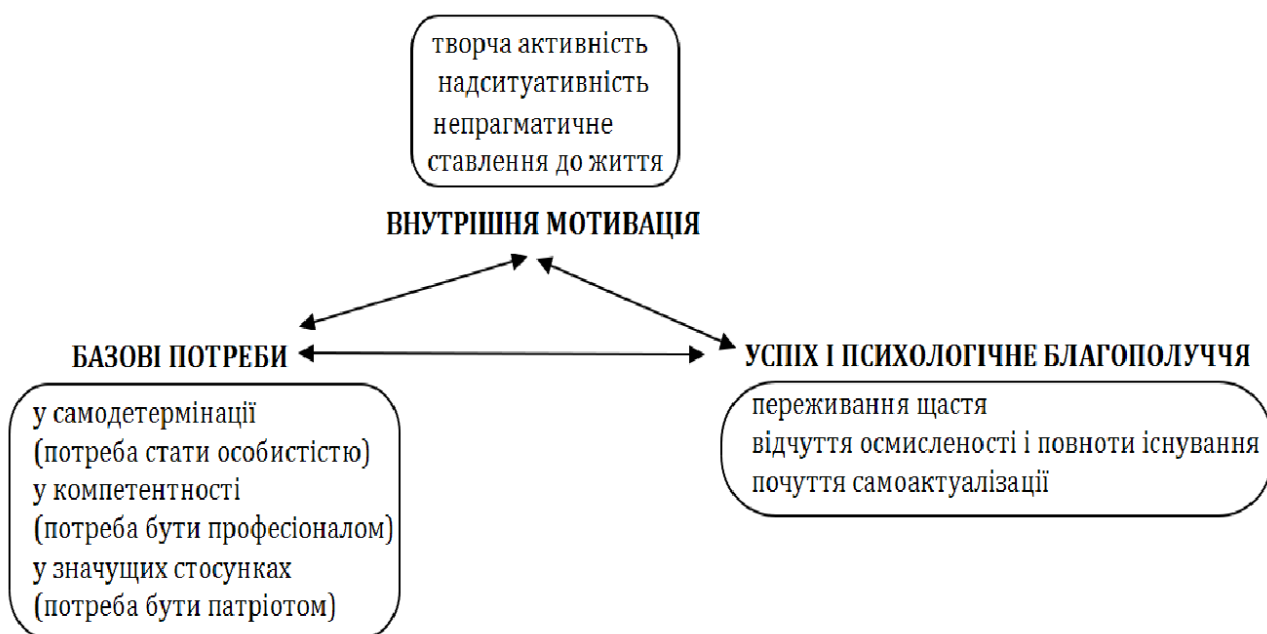 творча активність
надситуативність
непрагматичне
ставлення до життя
ВНУТРІШНЯ МОТИВАЦІЯ
БАЗОВІ ПОТРЕБИ
у самодетермінації
(потреба стати особистістю)
у компетентності
(потреба бути професіоналом)
у значущих стосунках
(потреба бути патріотом)
УСПІХ І ПСИХОЛОГІЧНЕ БЛАГОПОЛУЧЧЯ
переживання щастя
відчуття осмисленості і повноти існування
почуття самоактуалізації